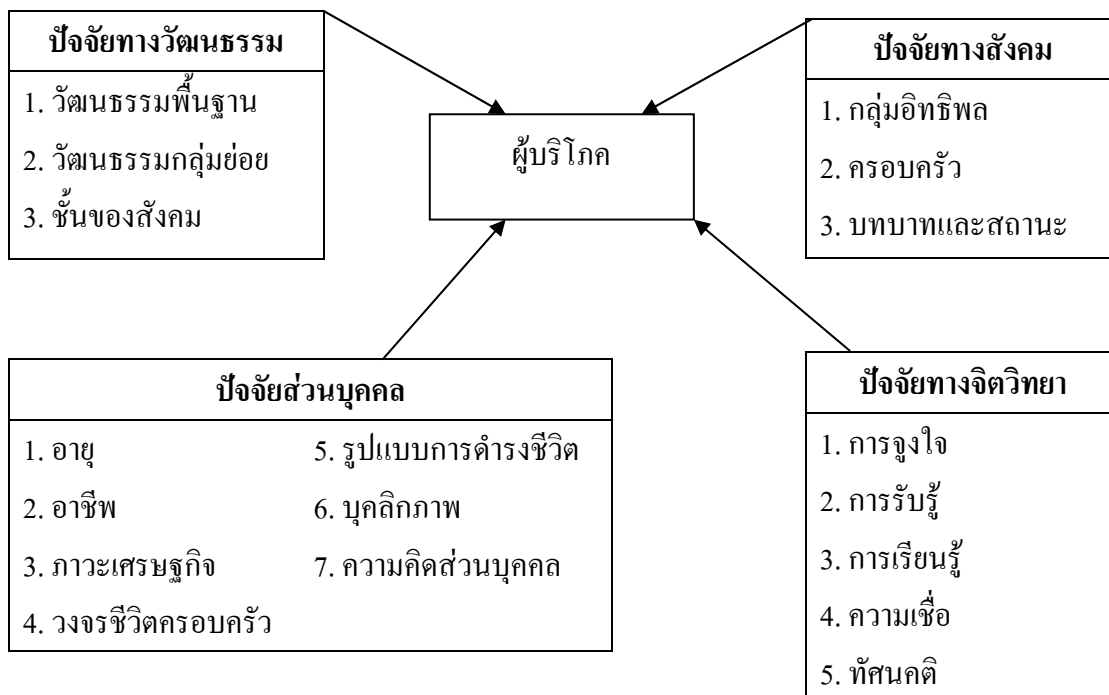 ปัจจัยทางวัฒนธรรม
1. วัฒนธรรมพื้นฐาน
2. วัฒนธรรมกลุ่มย่อย
3. ชั้นของสังคม
ผู้บริโภค
ปัจจัยทางสังคม
1. กลุ่มอิทธิพล
2. ครอบครัว
3. บทบาทและสถานะ
ปัจจัยส่วนบุคคล
1. อายุ
2. อาชีพ
3. ภาวะเศรษฐกิจ
4. วงจรชีวิตครอบครัว
5. รูปแบบการดำรงชีวิต
6. บุคลิกภาพ
7. ความคิดส่วนบุคคล
ปัจจัยทางจิตวิทยา
1. การจูงใจ
2. การรับรู้
3. การเรียนรู้
4. ความเชื่อ
5. ทัศนคติ